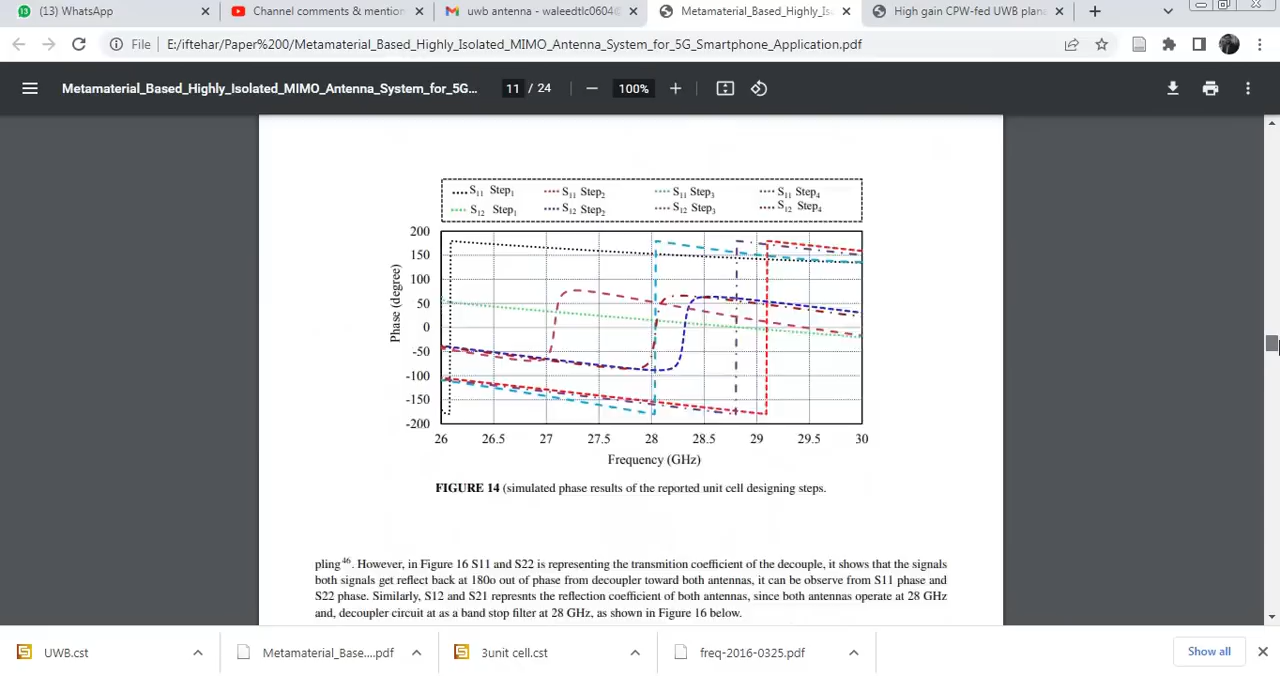 (13) WhatsApp
Channel comments & mention
uwb antenna - waleedtlc0604@
Metamaterial_Based_Highly_Is
High gain CPW-fed UWB plan
File E:/iftehar/Paper%200/Metamaterial_Based_Highly_Isolated_MIMO_Antenna_System_for_5G_Smartphone_Application.pdf
Metamaterial_Based_Highly_Isolated_MIMO_Antenna_System_for_5G... 11 / 24 100%
S11 Step1 S11 Step2 S11 Step3 S11 Step4
S12 Step1 S12 Step2 S12 Step3 S12 Step4
200
150
100
50
0
-50
-100
-150
-200
Phase (degree)
26 26.5 27 27.5 28 28.5 29 29.5 30
Frequency (GHz)
FIGURE 14 (simulated phase results of the reported unit cell designing steps.
pling46. However, in Figure 16 S11 and S22 is representing the transmition coefficient of the decouple, it shows that the signals
both signals get reflect back at 180o out of phase from decoupler toward both antennas, it can be observe from S11 phase and
S22 phase. Similarly, S12 and S21 represnts the reflection coefficient of both antennas, since both antennas operate at 28 GHz
and, decoupler circuit at as a band stop filter at 28 GHz, as shown in Figure 16 below.
UWB.cst
Metamaterial_Base....pdf
3unit cell.cst
freq-2016-0325.pdf
Show all